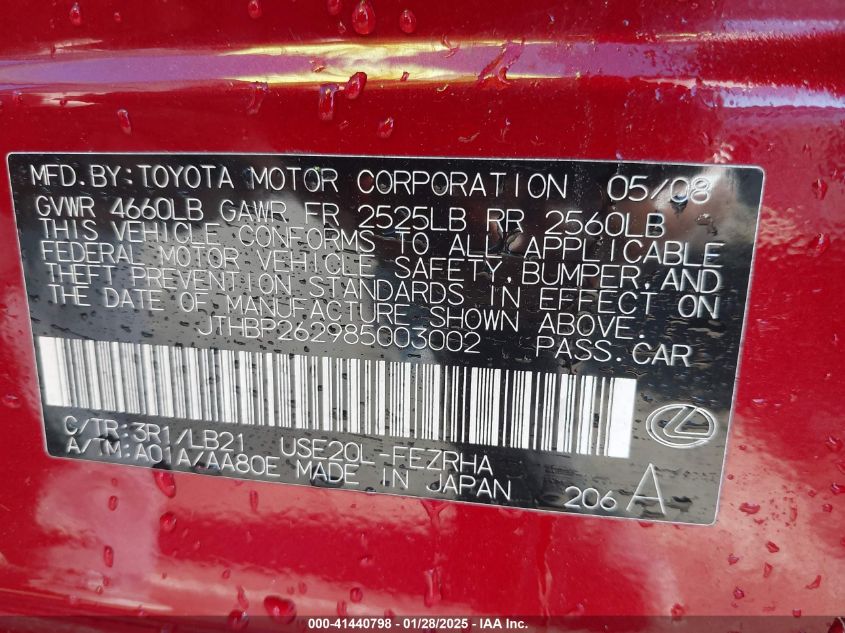 MFD.BY:TOYOTA MOTOR CORPORATION 05/08
GVWR 4660LB GAWR FR 2525LB RR 2560LB
THIS VEHICLE CONFORMS TO ALL APPLICABLE
FEDERAL MOTOR VEHICLE SAFETY,BUMPER,AND
THEFT PREVENTION STANDARDS IN EFFECT ON
THE DATE OF MANUFACTURE SHOWN ABOVE.
JTHBP262985003002 PASS.CAR
C/TR:3R1/LB21 USE20L-FEZRHA
A/TM:A01A/AA80E MADE IN JAPAN 206 A
000-41440798 - 01/28/2025 - IAA Inc.